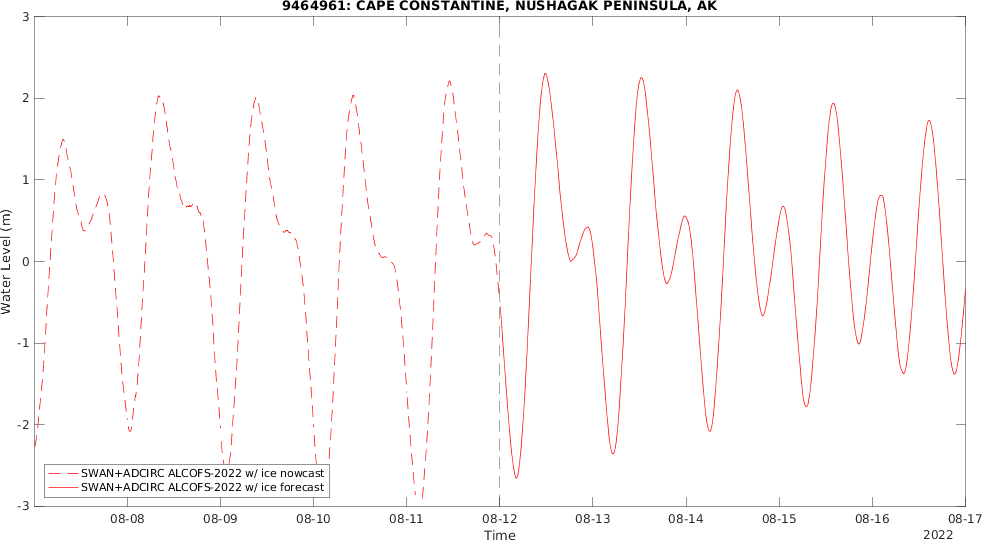 9464961: CAPE CONSTANTINE, NUSHAGAK PENINSULA, AK
3
2
1
0
-1
-2
-3
Water Level (m)
SWAN+ADCIRC ALCOFS-2022 w/ ice nowcast
SWAN+ADCIRC ALCOFS-2022 w/ ice forecast
08-08 08-09 08-10 08-11 08-12 08-13 08-14 08-15 08-16 08-17
Time
2022